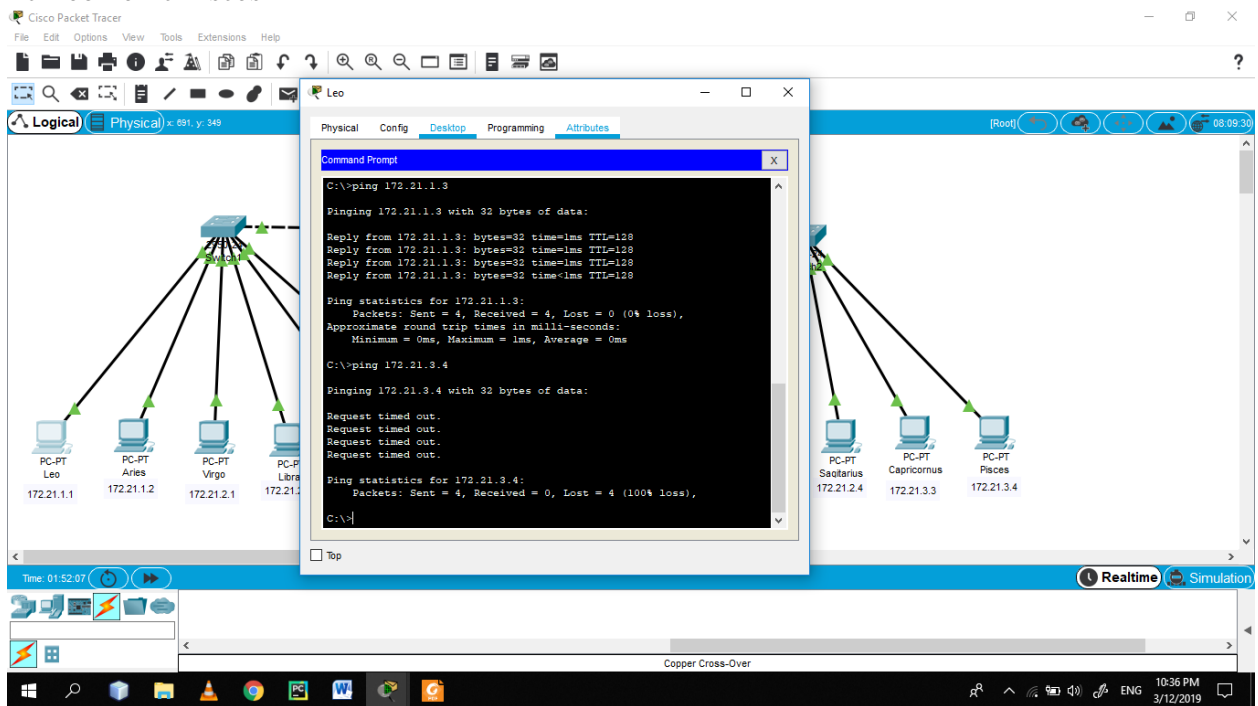 Cisco Packet Tracer
File Edit Options View Tools Extensions Help
?
Logical
Physical
x: 691, y: 349
[Root]
08:09:30
Leo
Physical Config Desktop Programming Attributes
Command Prompt
X
C:\>ping 172.21.1.3
Pinging 172.21.1.3 with 32 bytes of data:
Reply from 172.21.1.3: bytes=32 time=1ms TTL=128
Reply from 172.21.1.3: bytes=32 time=1ms TTL=128
Reply from 172.21.1.3: bytes=32 time=1ms TTL=128
Reply from 172.21.1.3: bytes=32 time<1ms TTL=128
Ping statistics for 172.21.1.3:
Packets: Sent = 4, Received = 4, Lost = 0 (0% loss),
Approximate round trip times in milli-seconds:
Minimum = 0ms, Maximum = 1ms, Average = 0ms
C:\>ping 172.21.3.4
Pinging 172.21.3.4 with 32 bytes of data:
Request timed out.
Request timed out.
Request timed out.
Request timed out.
Ping statistics for 172.21.3.4:
Packets: Sent = 4, Received = 0, Lost = 4 (100% loss),
C:\>
Top
Switch1
PC-PT
Leo
172.21.1.1
PC-PT
Aries
172.21.1.2
PC-PT
Virgo
172.21.2.1
PC-P
Libra
172.21.
PC-PT
Sagitarius
172.21.2.4
PC-PT
Capricornus
172.21.3.3
PC-PT
Pisces
172.21.3.4
Time: 01:52:07
Realtime
Simulation
Copper Cross-Over
ENG
10:36 PM
3/12/2019